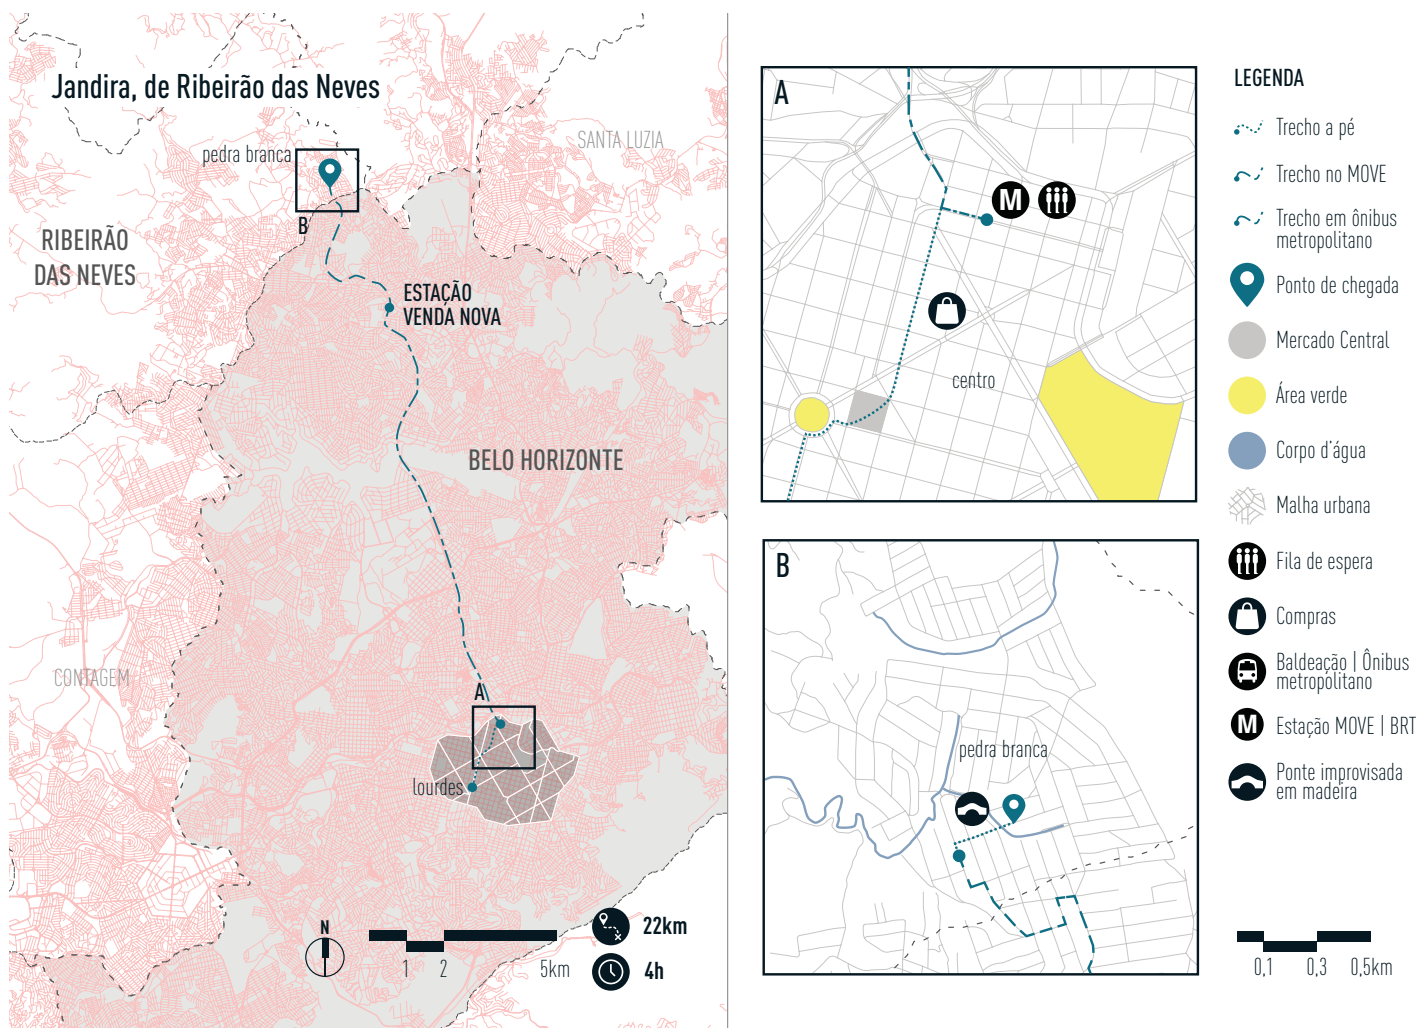 Jandira, de Ribeirão das Neves
pedra branca
SANTA LUZIA
B
RIBEIRÃO
DAS NEVES
ESTAÇÃO
VENDA NOVA
BELO HORIZONTE
CONTAGEM
A
lourdes
N
1
2
5km
22km
4h
A
M
centro
B
pedra branca
LEGENDA
Trecho a pé
Trecho no MOVE
Trecho em ônibus
metropolitano
Ponto de chegada
Mercado Central
Área verde
Corpo d'água
Malha urbana
Fila de espera
Compras
Baldeação | Ônibus
metropolitano
M
Estação MOVE | BRT
Ponte improvisada
em madeira
0,1
0,3
0,5km